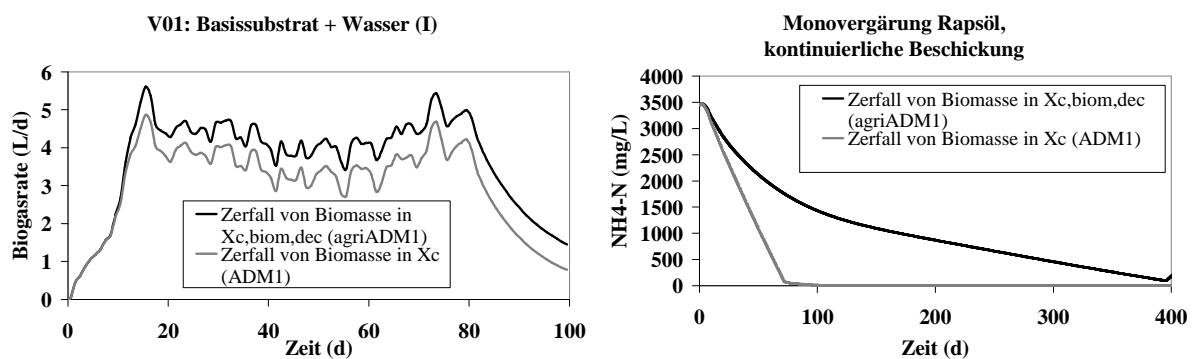 V01: Basissubstrat + Wasser (I)
Biogasrate (L/d)
6
5
4
3
2
1
0
Zerfall von Biomasse in
Xc,biom,dec (agriADM1)
Zerfall von Biomasse in Xc
(ADM1)
0 20 40 60 80 100
Zeit (d)
Monovergärung Rapsöl,
kontinuierliche Beschickung
NH4-N (mg/L)
4000
3500
3000
2500
2000
1500
1000
500
0
Zerfall von Biomasse in Xc,biom,dec
(agriADM1)
Zerfall von Biomasse in Xc (ADM1)
0 100 200 300 400
Zeit (d)